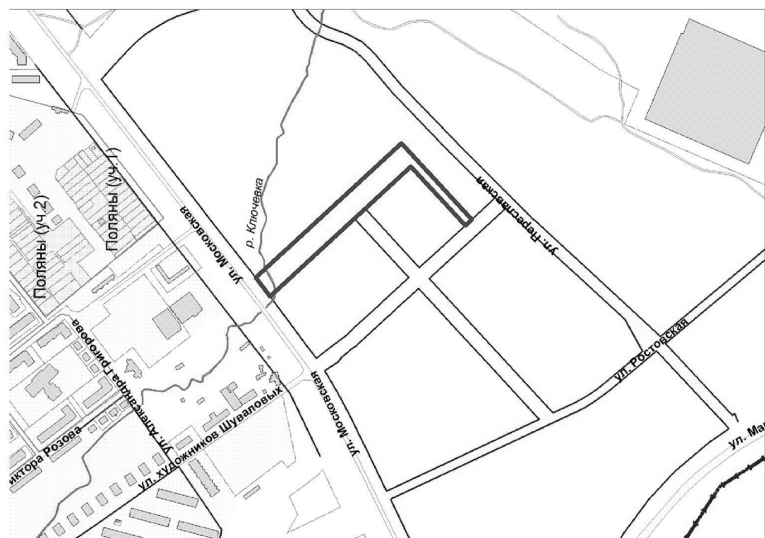 Поляны (уч.2)
Поляны (уч.1)
ул. Московская
р. Ключевка
ул. Переславская
ул. Ростовская
ул. Московская
ул. Александра Григорова
ул. художников Шуваловых
иктора Розова
ул. Ма